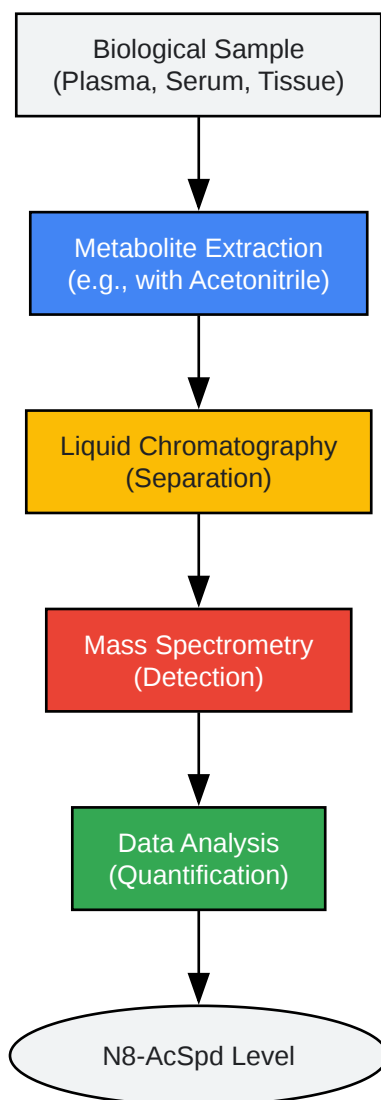 Biological Sample
(Plasma, Serum, Tissue)
Metabolite Extraction
(e.g., with Acetonitrile)
Liquid Chromatography
(Separation)
Mass Spectrometry
(Detection)
Data Analysis
(Quantification)
N8-AcSpd Level